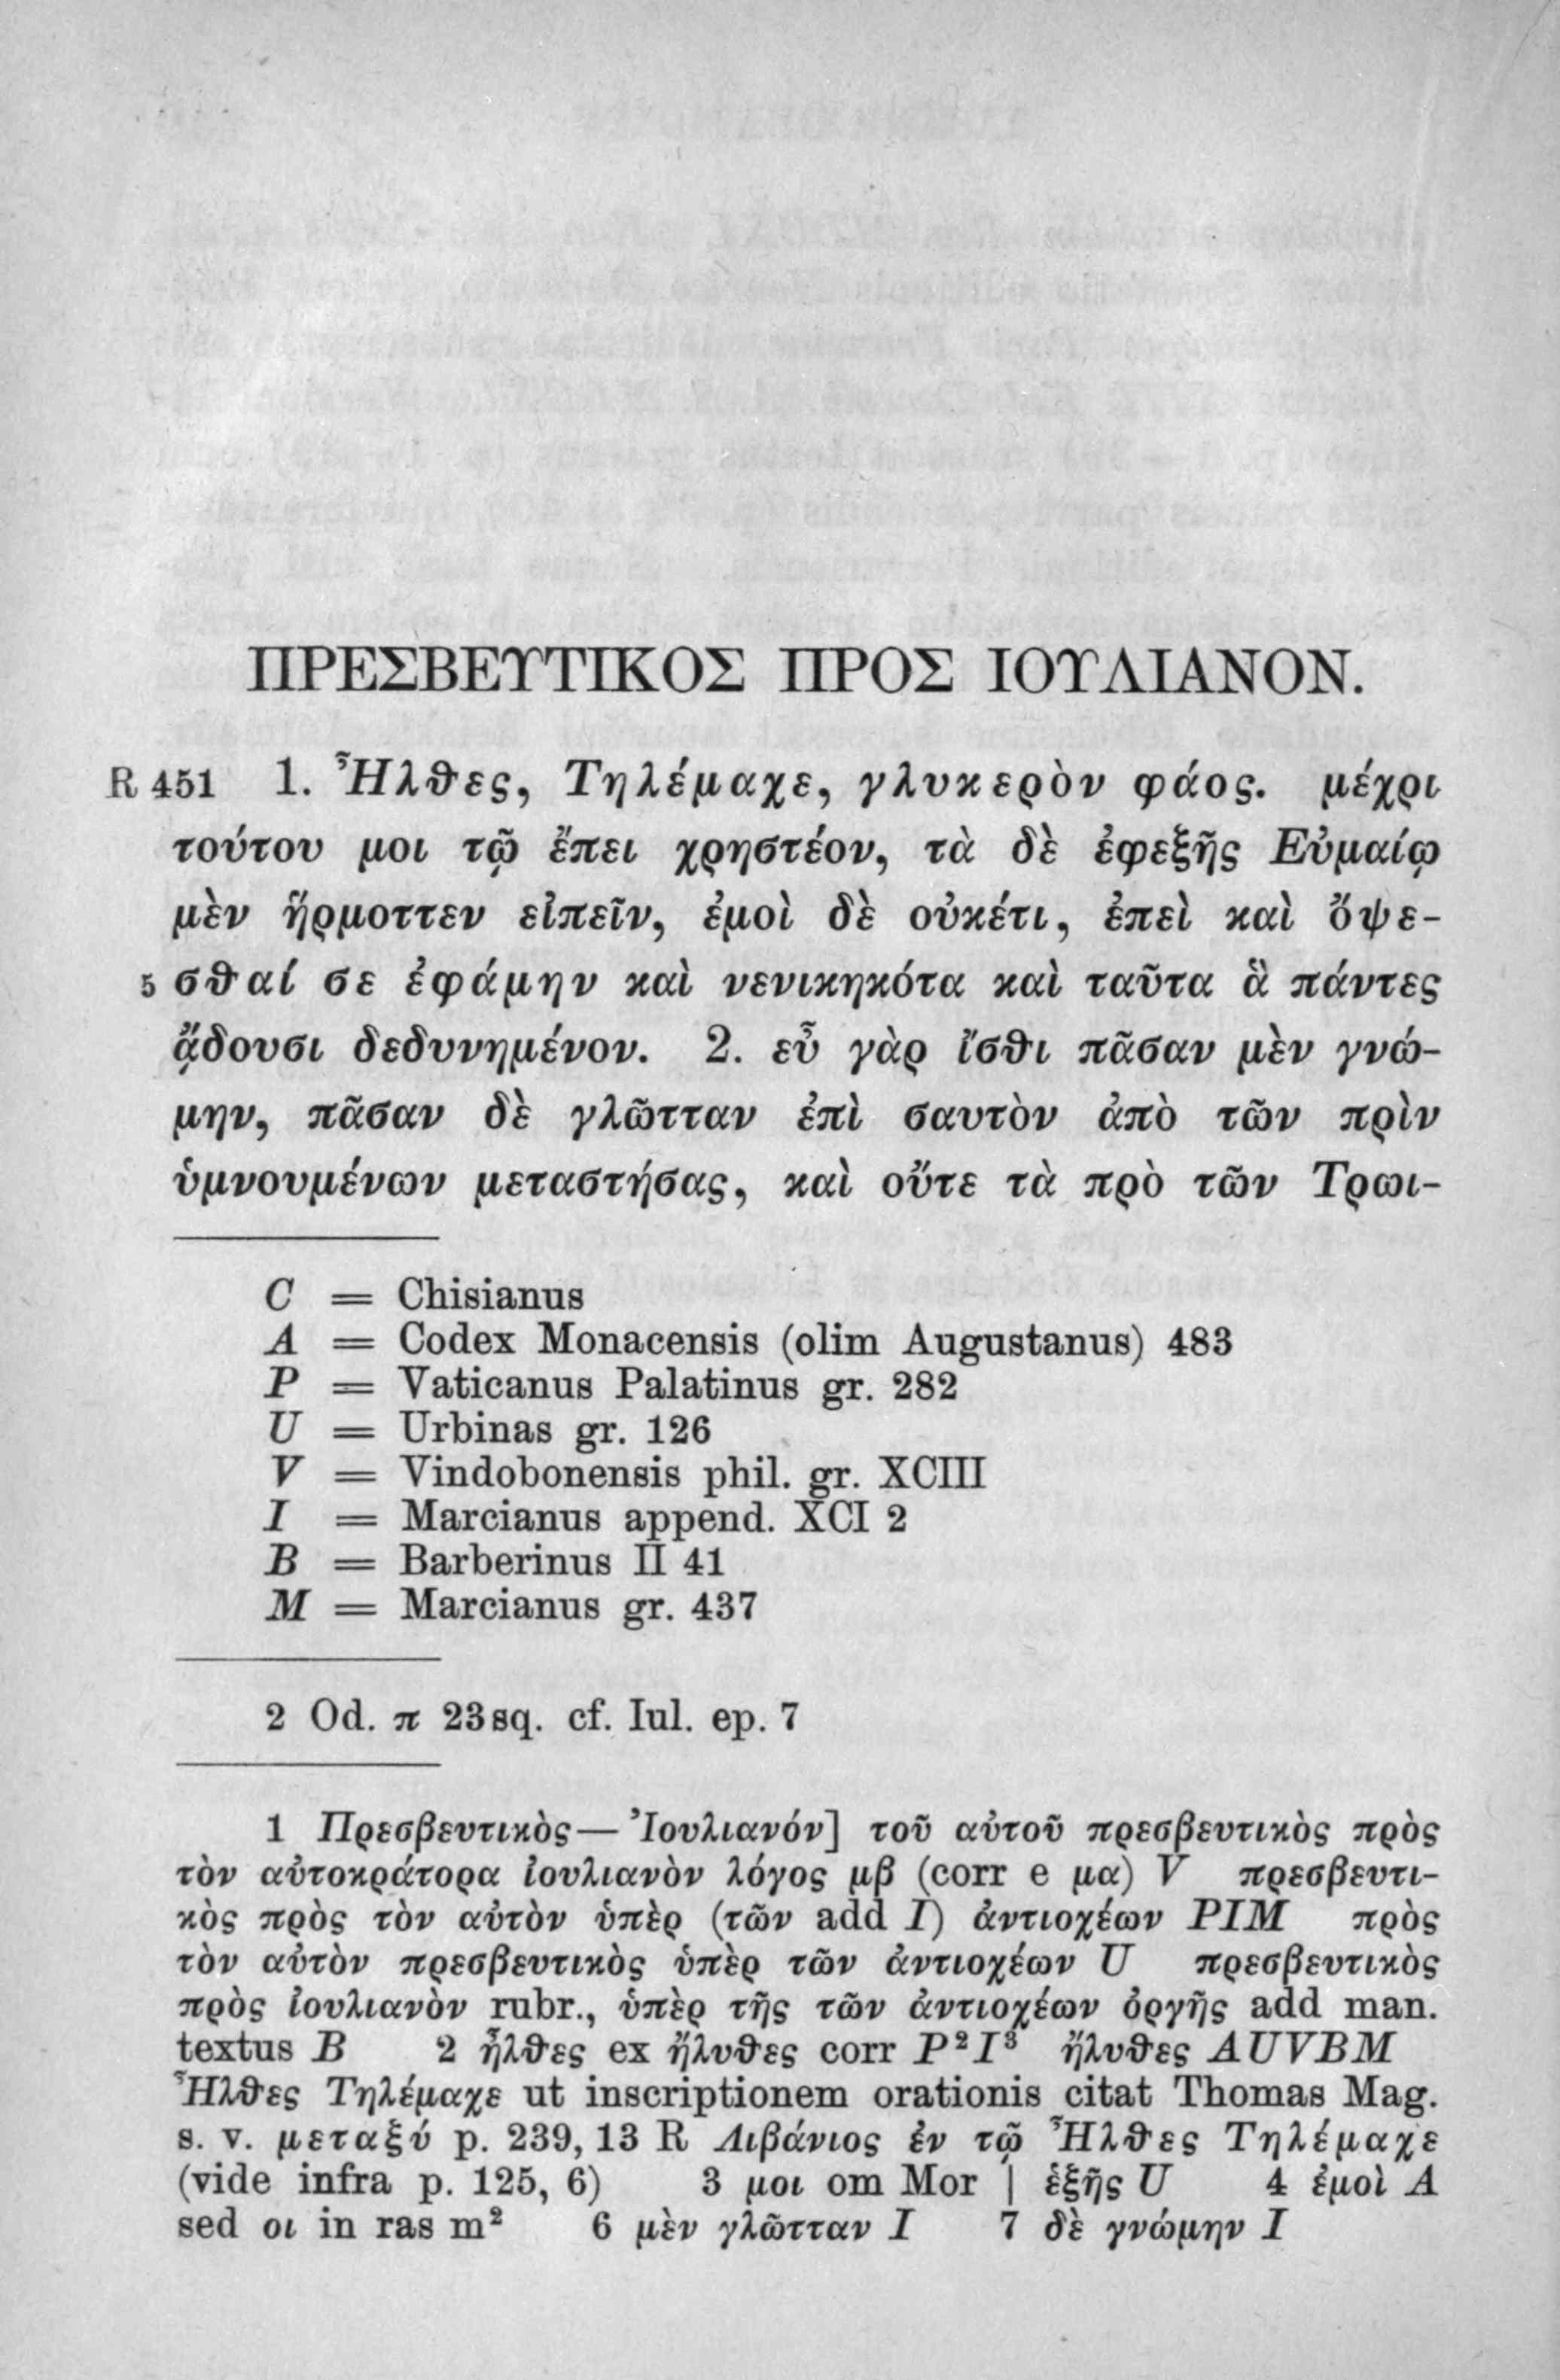 ΠΡΕΣΒΕΥΤΙΚΟΣ ΠΡΟΣ ΙΟΥΛΙΑΝΟΝ.
R 451 1. Ἦλθες, Τηλέμαχε, γλυκερὸν φάος. μέχρι
τούτου μοι τῷ ἔπει χρηστέον, τὰ δὲ ἐφεξῆς Εὐμαίῳ
μὲν ἥρμοττεν εἰπεῖν, ἐμοὶ δὲ οὐκέτι, ἐπεὶ καὶ ὄψε-
5 σθαί σε ἐφάμην καὶ νενικηκότα καὶ ταῦτα ἃ πάντες
ᾄδουσι δεδυνημένον. 2. εὖ γὰρ ἴσθι πᾶσαν μὲν γνώ-
μην, πᾶσαν δὲ γλῶτταν ἐπὶ σαυτὸν ἀπὸ τῶν πρὶν
ὑμνουμένων μεταστήσας, καὶ οὔτε τὰ πρὸ τῶν Τρωι-
C = Chisianus
A = Codex Monacensis (olim Augustanus) 483
P = Vaticanus Palatinus gr. 282
U = Urbinas gr. 126
V = Vindobonensis phil. gr. XCIII
I = Marcianus append. XCI 2
B = Barberinus II 41
M = Marcianus gr. 437
2 Od. π 23 sq. cf. Iul. ep. 7
1 Πρεσβευτικὸς—Ἰουλιανόν] τοῦ αὐτοῦ πρεσβευτικὸς πρὸς
τὸν αὐτοκράτορα ἰουλιανὸν λόγος μβ (corr e μα) V πρεσβευτι-
κὸς πρὸς τὸν αὐτὸν ὑπὲρ (τῶν add I) ἀντιοχέων PIM πρὸς
τὸν αὐτὸν πρεσβευτικὸς ὑπὲρ τῶν ἀντιοχέων U πρεσβευτικὸς
πρὸς ἰουλιανὸν rubr., ὑπὲρ τῆς τῶν ἀντιοχέων ὀργῆς add man.
textus B 2 ἦλθες ex ἤλυθες corr P² I³ ἤλυθες AUVBM
Ἦλθες Τηλέμαχε ut inscriptionem orationis citat Thomas Mag.
s. v. μεταξύ p. 239, 13 R Λιβάνιος ἐν τῷ Ἦλθες Τηλέμαχε
(vide infra p. 125, 6) 3 μοι om Mor | ἑξῆς U 4 ἐμοὶ A
sed οι in ras m² 6 μὲν γλῶτταν I 7 δὲ γνώμην I